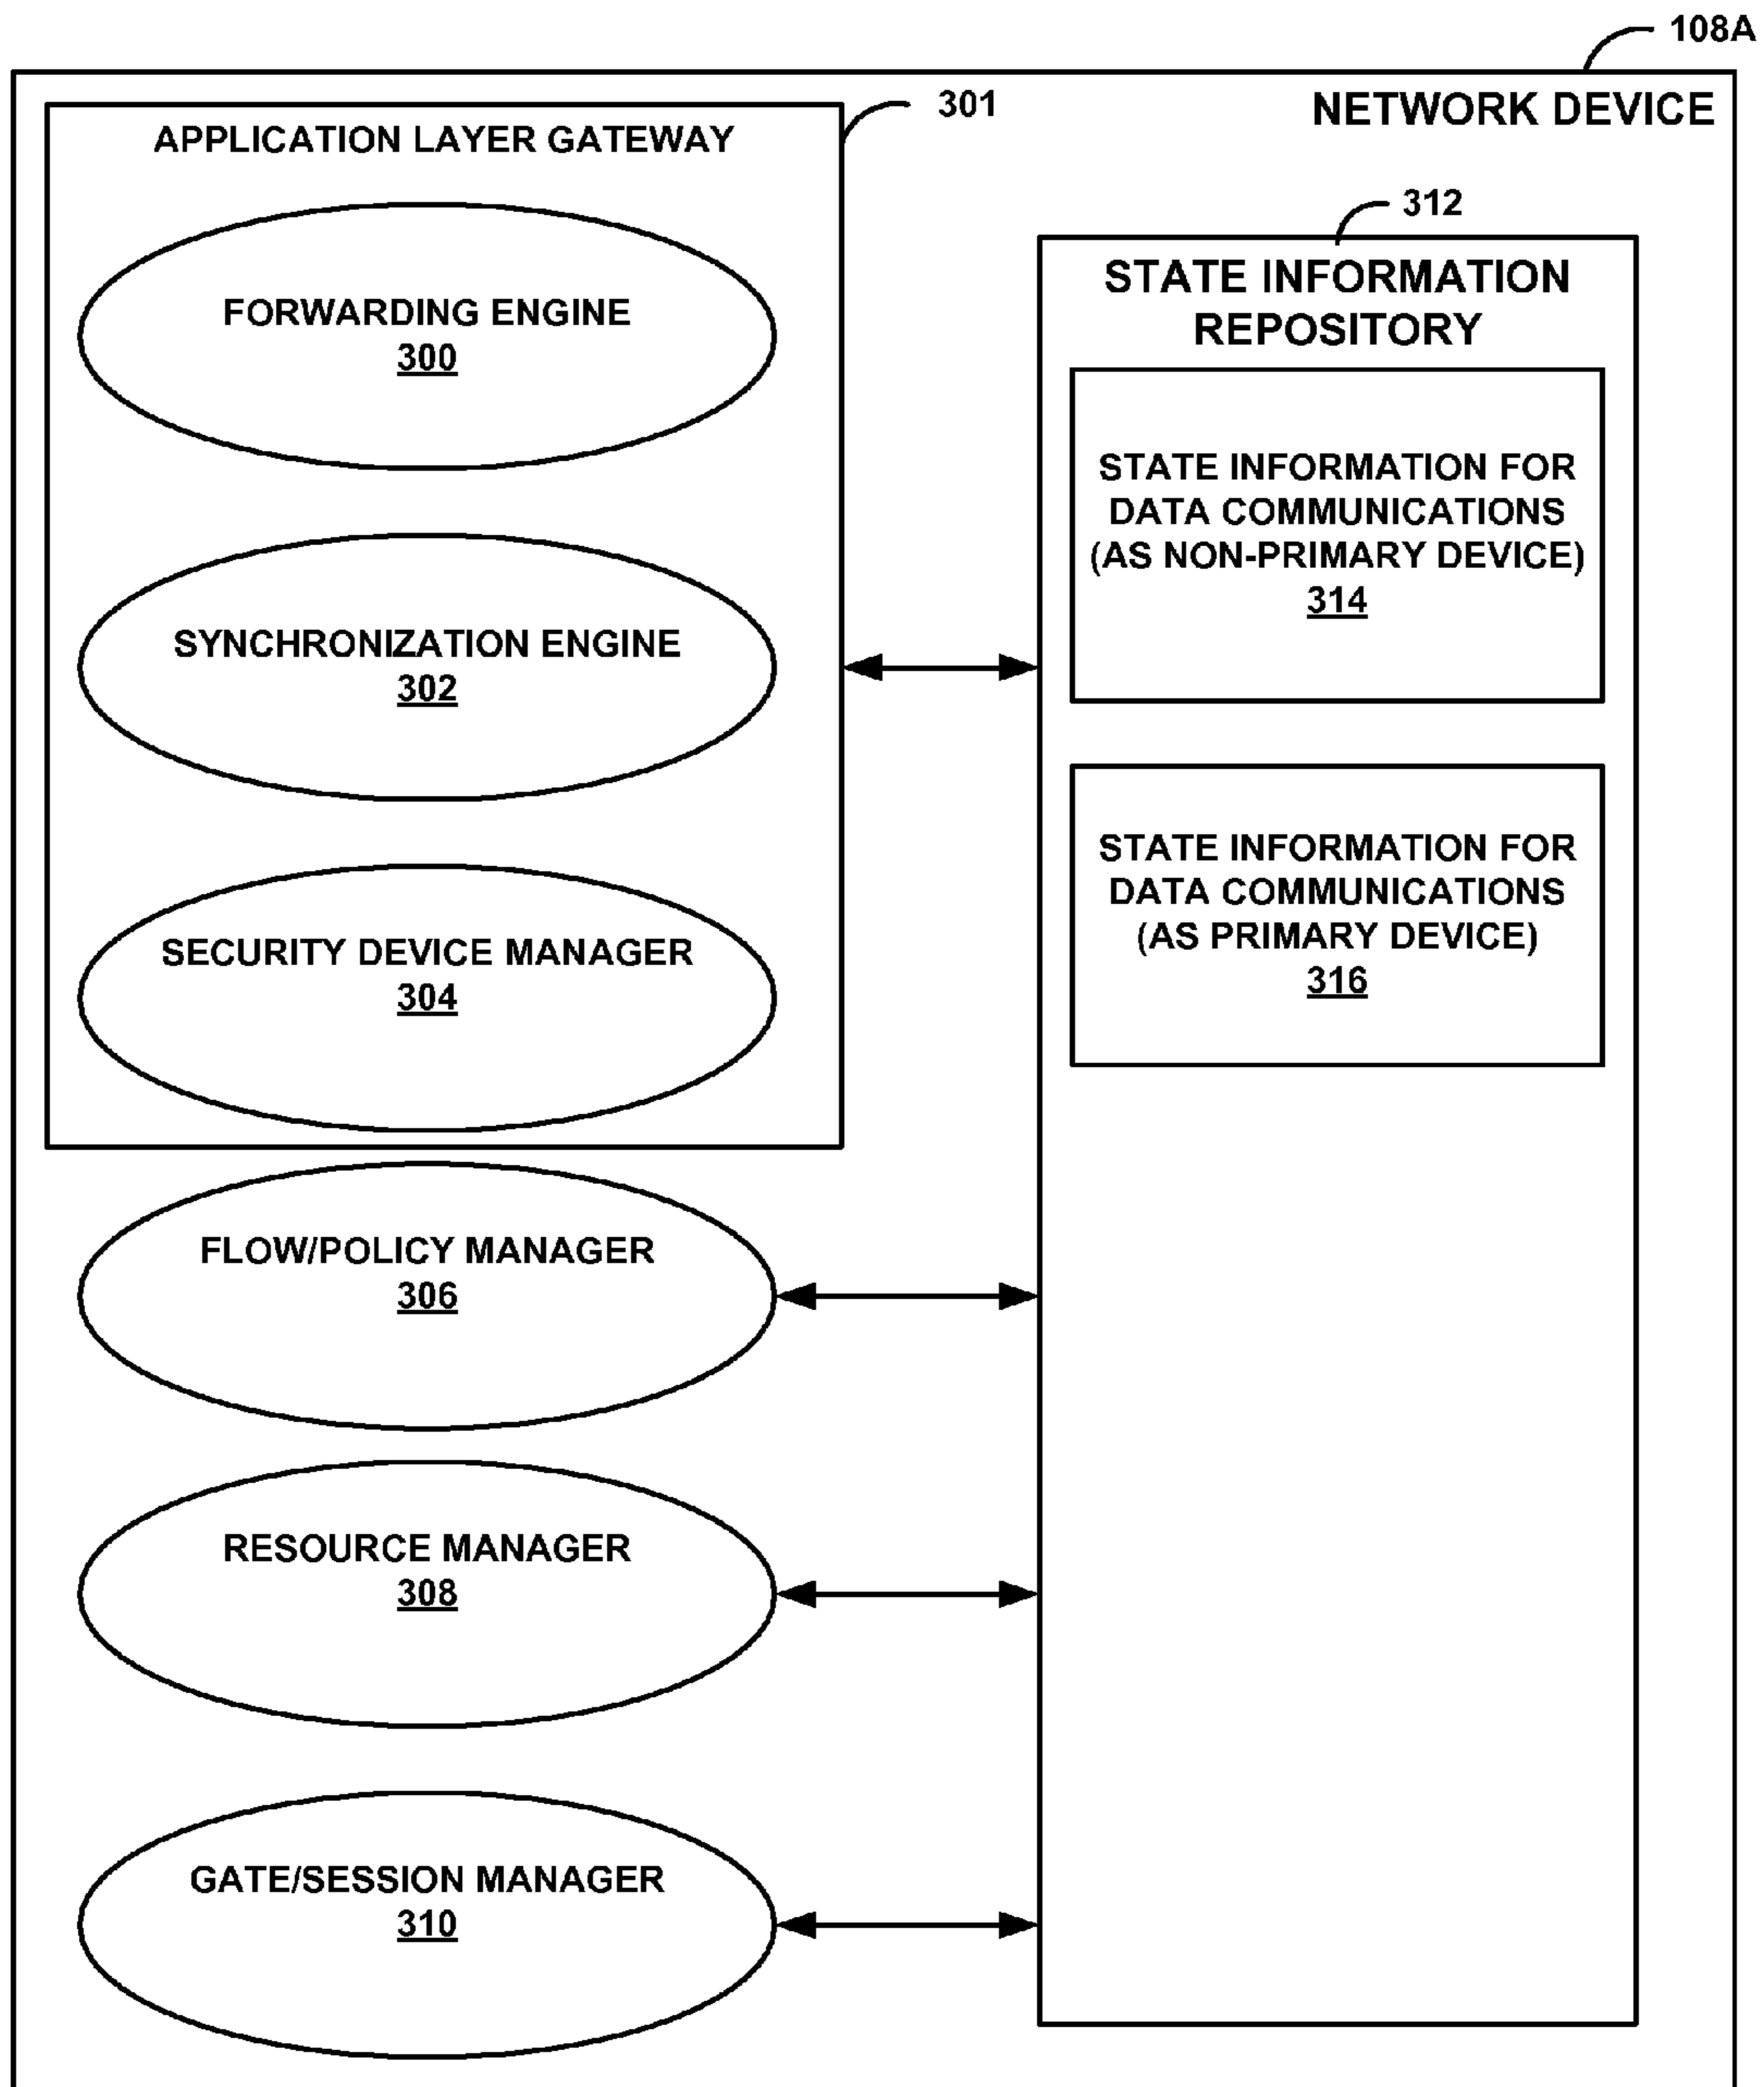 108A
NETWORK DEVICE
301
APPLICATION LAYER GATEWAY
FORWARDING ENGINE
300
SYNCHRONIZATION ENGINE
302
SECURITY DEVICE MANAGER
304
FLOW/POLICY MANAGER
306
RESOURCE MANAGER
308
GATE/SESSION MANAGER
310
312
STATE INFORMATION
REPOSITORY
STATE INFORMATION FOR
DATA COMMUNICATIONS
(AS NON-PRIMARY DEVICE)
314
STATE INFORMATION FOR
DATA COMMUNICATIONS
(AS PRIMARY DEVICE)
316